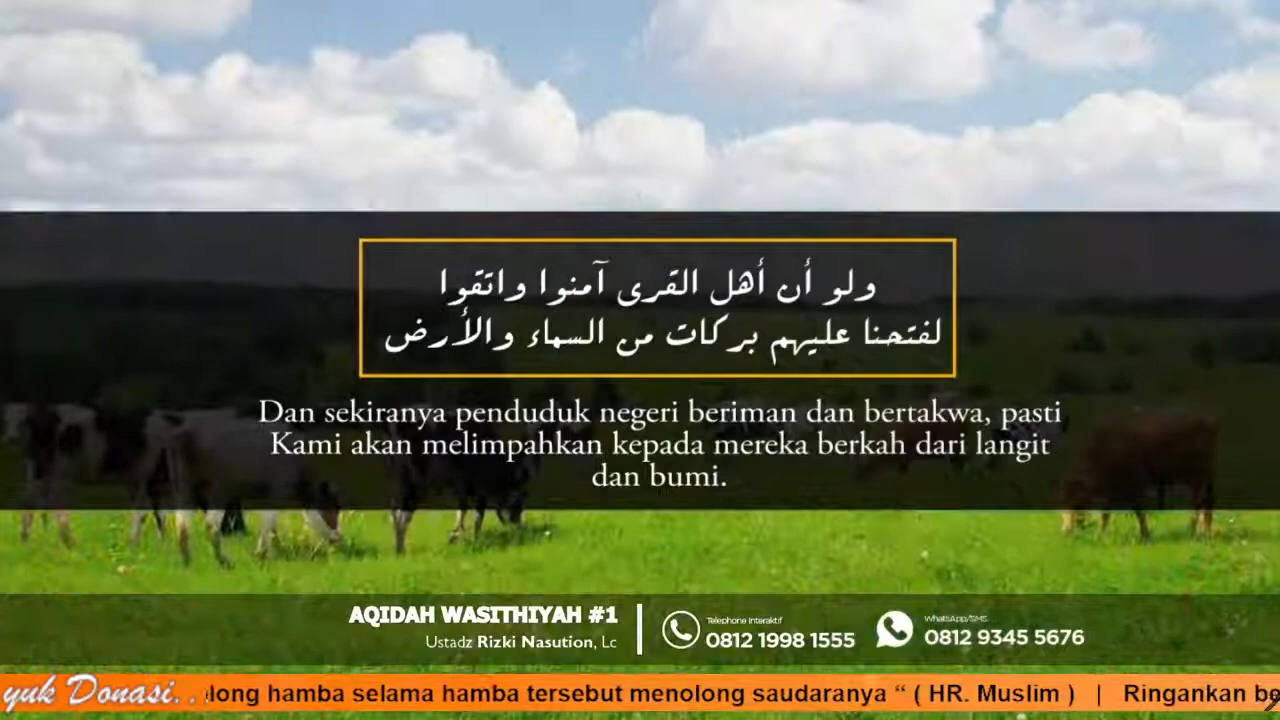 ولو أن أهل القرى آمنوا واتقوا
لفتحنا عليهم بركات من السماء والأرض
Dan sekiranya penduduk negeri beriman dan bertakwa, pasti
Kami akan melimpahkan kepada mereka berkah dari langit
dan bumi.
AQIDAH WASITHIYAH #1
Ustadz Rizki Nasution, Lc
Telephone Interaktif
0812 1998 1555
WhatsApp/SMS
0812 9345 5676
yuk Donasi. . long hamba selama hamba tersebut menolong saudaranya “ ( HR. Muslim ) | Ringankan be